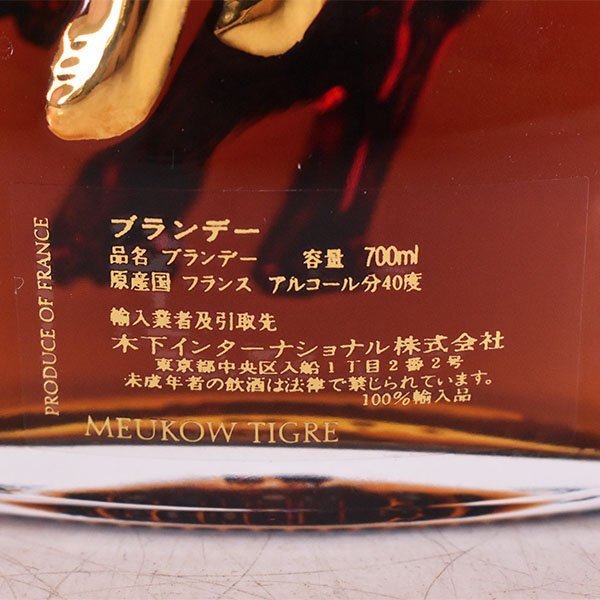 ブランデー
品名 ブランデー 容量 700ml
原産国 フランス アルコール分40度
輸入業者及引取先
木下インターナショナル株式会社
東京都中央区入船1丁目2番2号
未成年者の飲酒は法律で禁じられています。
100%輸入品
PRODUCE OF FRANCE
MEUKOW TIGRE